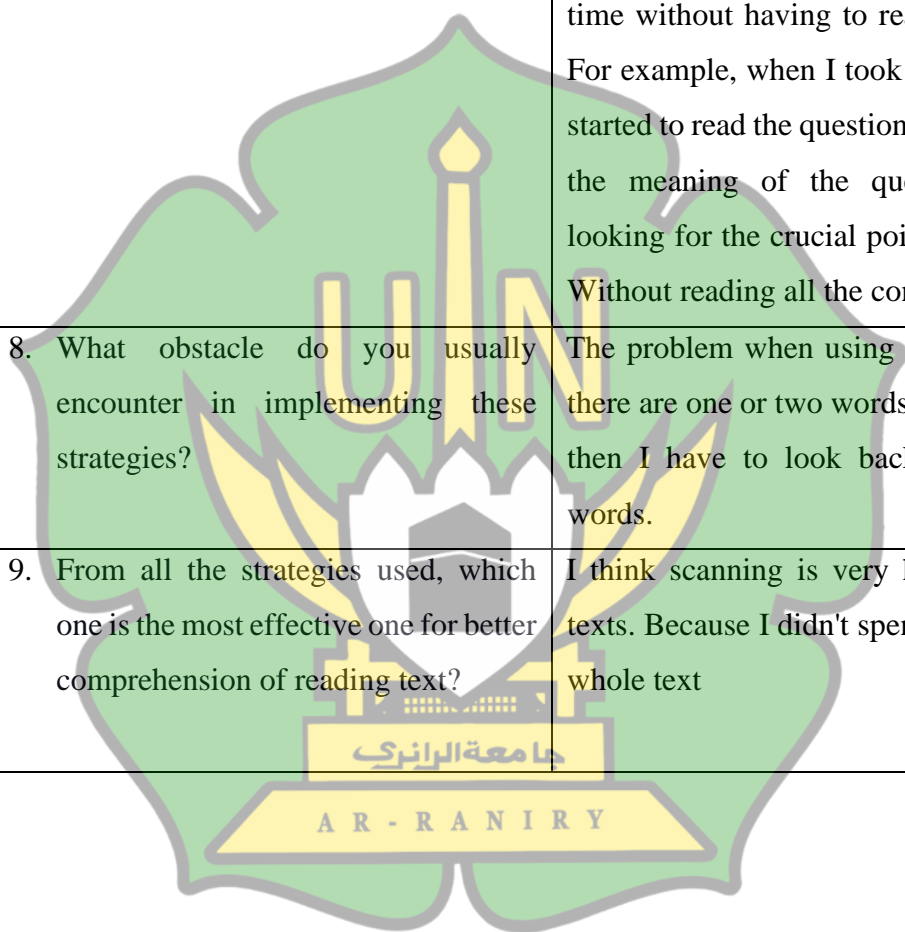 time without having to re
For example, when I took
started to read the question
the meaning of the que
looking for the crucial poi
Without reading all the co
8. What obstacle do you usually
encounter in implementing these
strategies?
The problem when using
there are one or two words
then I have to look bac
words.
9. From all the strategies used, which
one is the most effective one for better
comprehension of reading text?
I think scanning is very
texts. Because I didn't spe
whole text
UIN
جامعةالرانري
AR-RANIRY